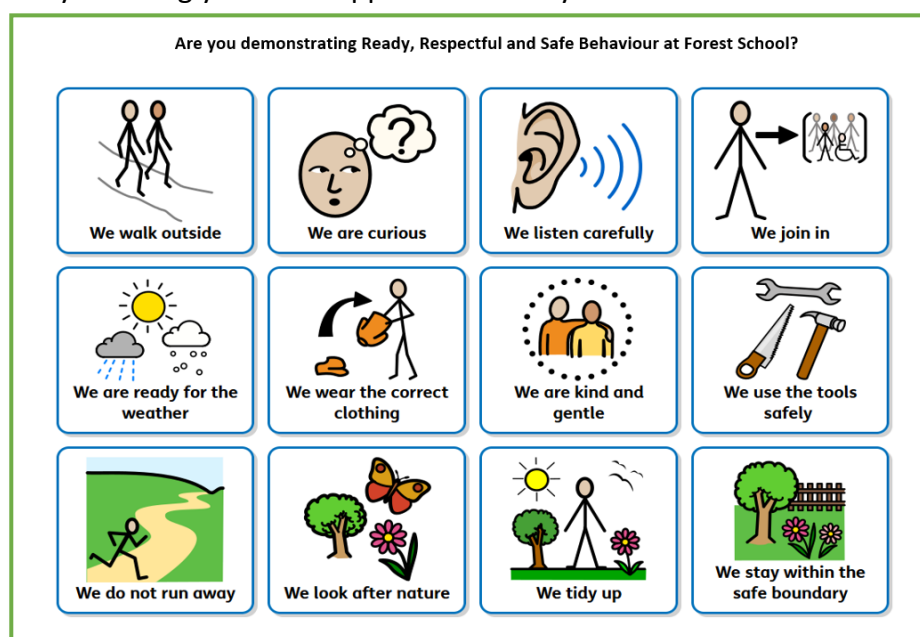 Are you demonstrating Ready, Respectful and Safe Behaviour at Forest School?
We walk outside
We are curious
We listen carefully
We join in
We are ready for the
weather
We wear the correct
clothing
We are kind and
gentle
We use the tools
safely
We do not run away
We look after nature
We tidy up
We stay within the
safe boundary